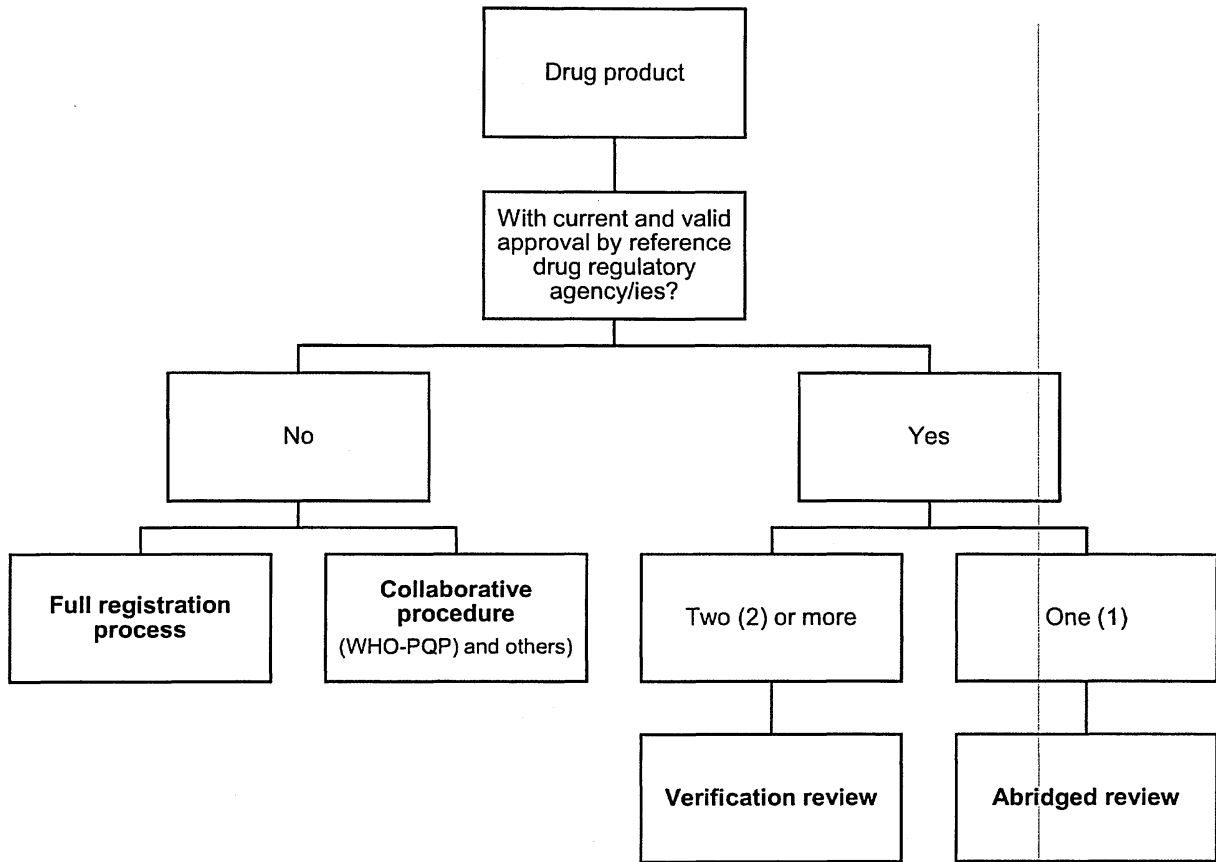 Drug product
With current and valid
approval by reference
drug regulatory
agency/ies?
No
Yes
Full registration
process
Collaborative
procedure
(WHO-PQP) and others)
Two (2) or more
One (1)
Verification review
Abridged review